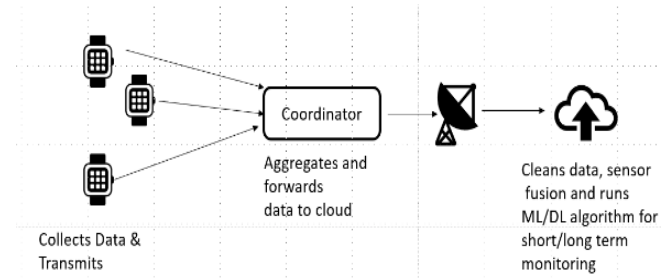 Coordinator
Aggregates and
forwards
data to cloud
Collects Data &
Transmits
Cleans data, sensor
fusion and runs
ML/DL algorithm for
short/long term
monitoring